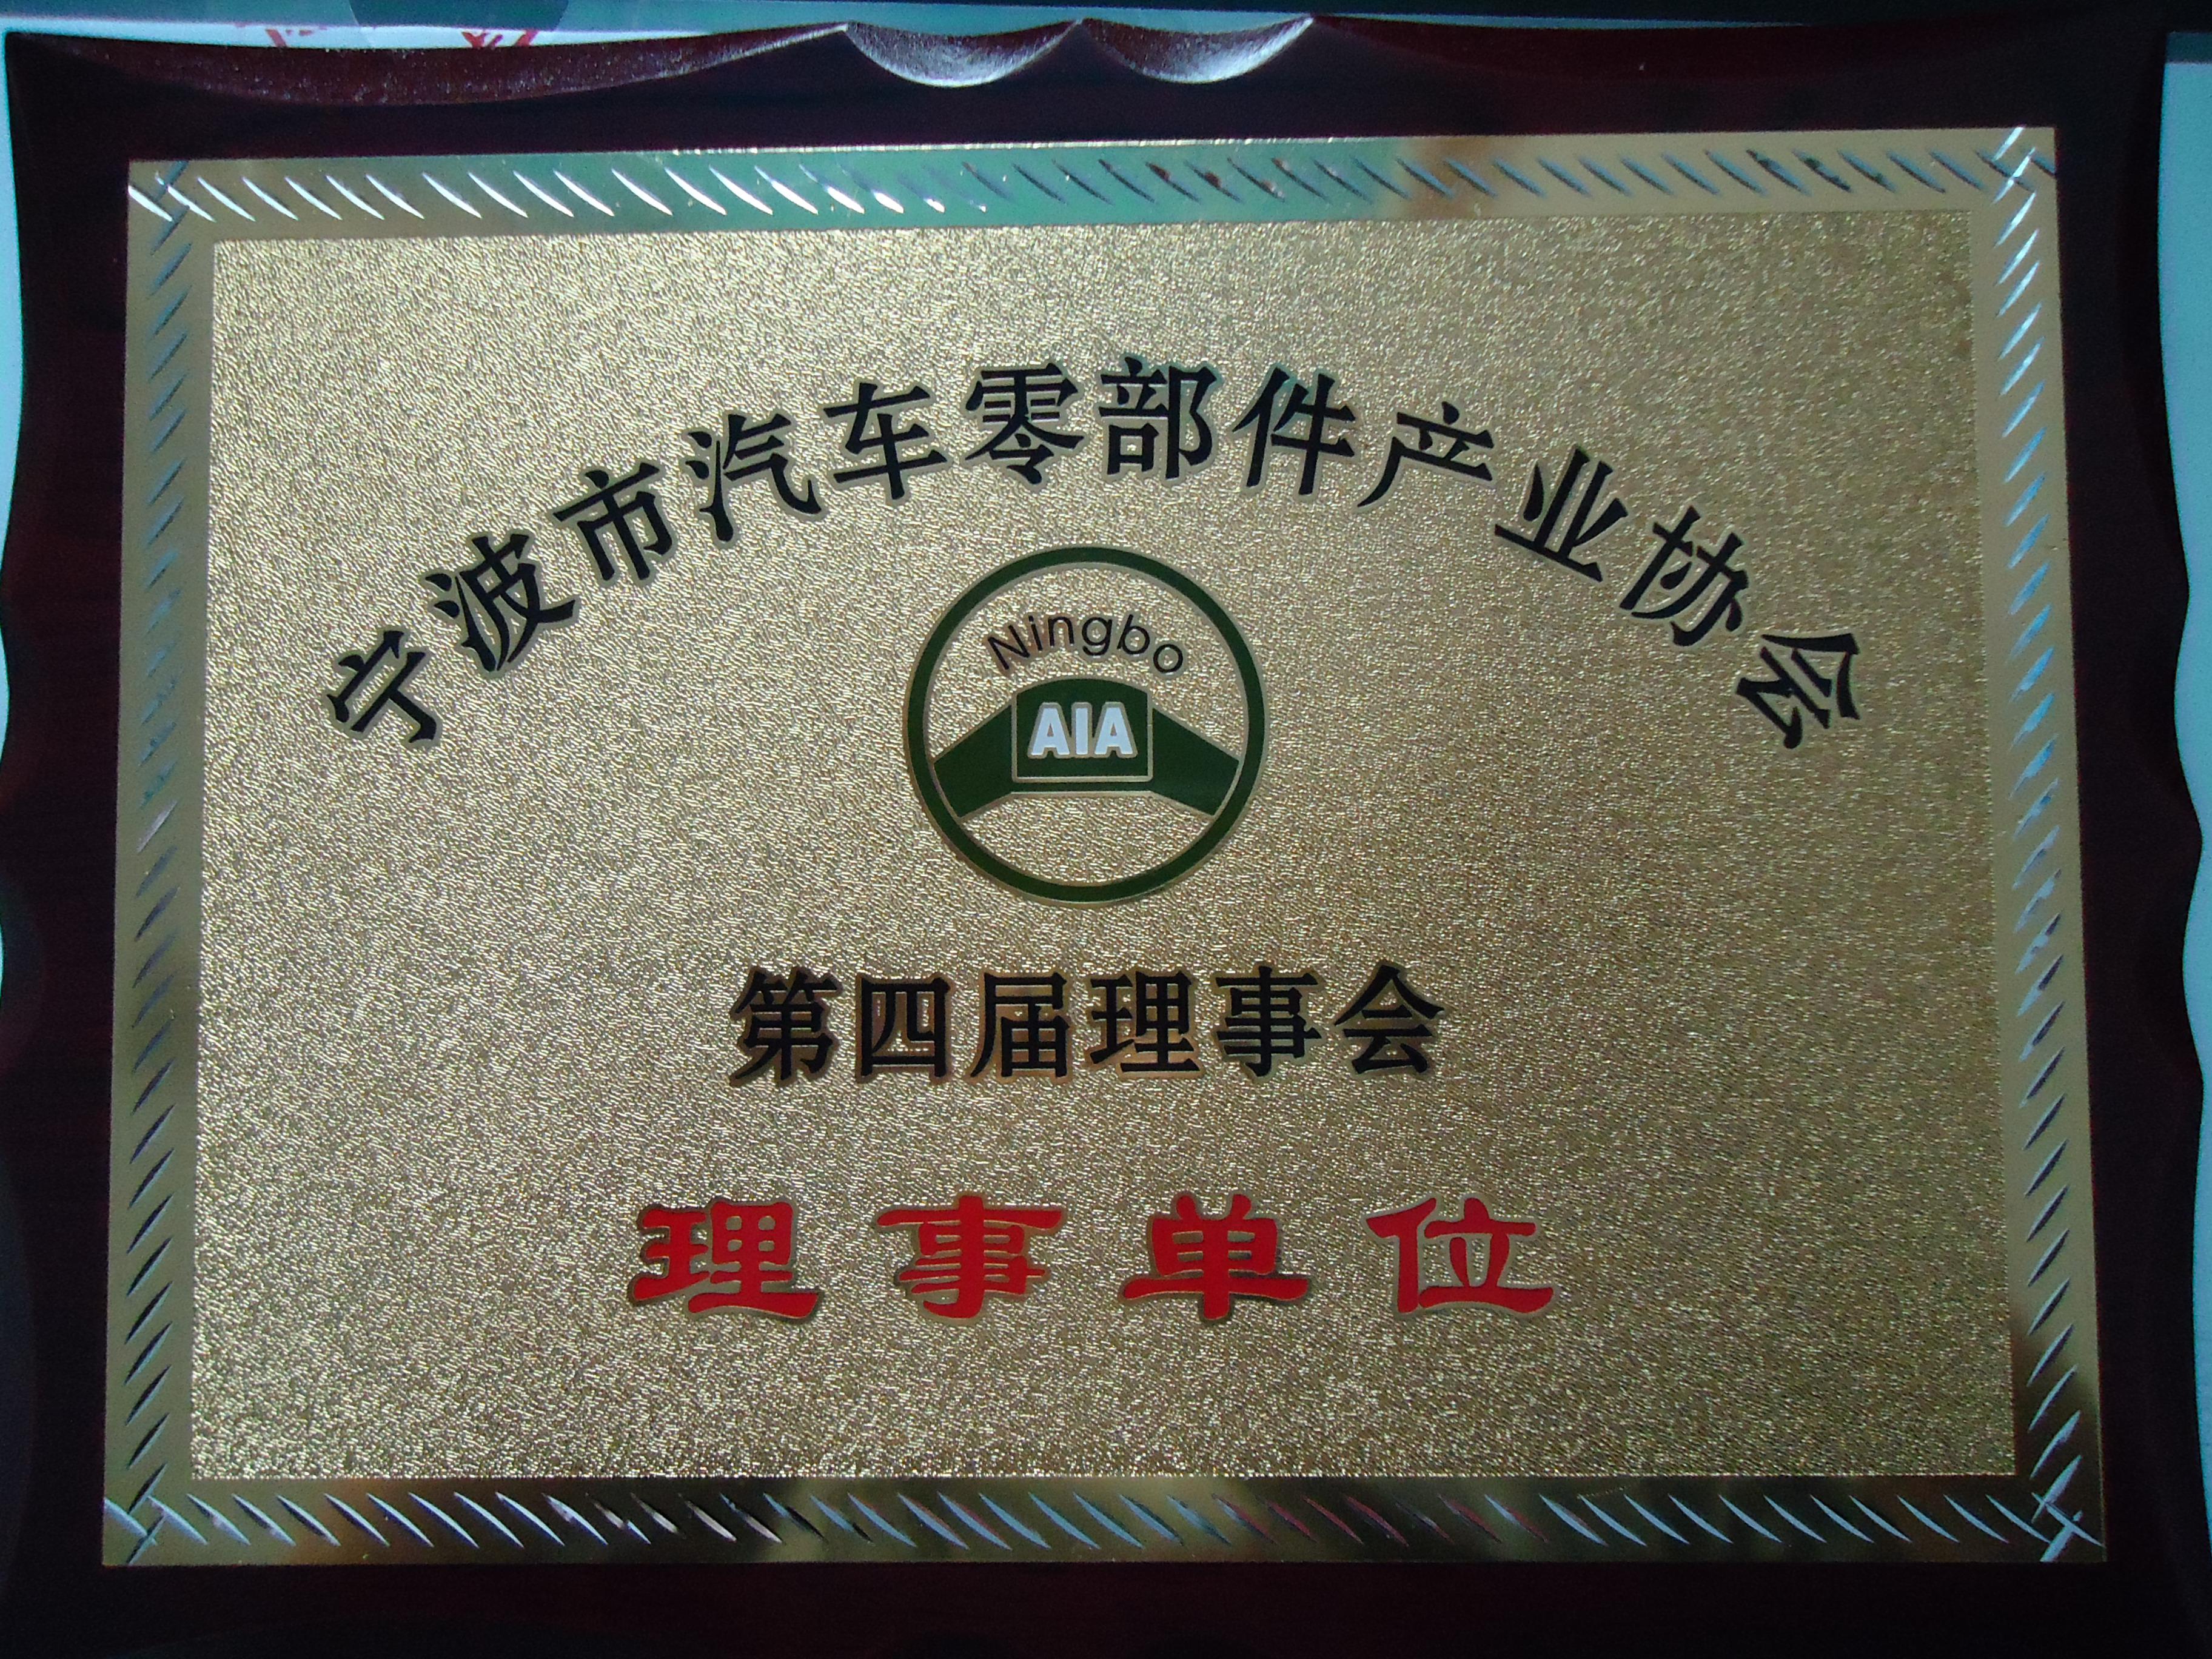 宁波市汽车零部件产业协会
Ningbo
AIA
第四届理事会
理事单位